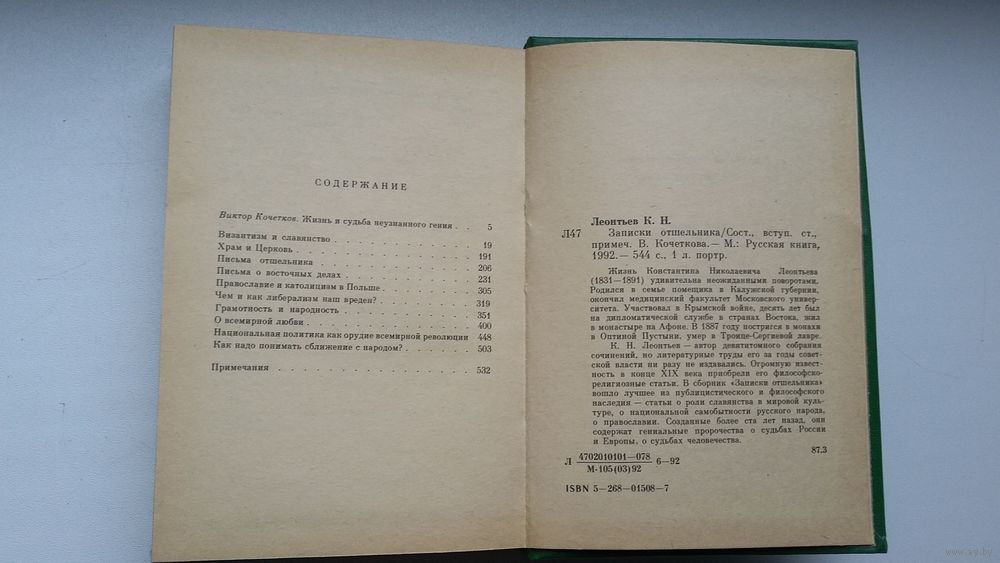 СОДЕРЖАНИЕ
Виктор Кочетков. Жизнь и судьба неузнанного гения . . 5
Византизм и славянство . . . . . . . . . . 19
Храм и Церковь . . . . . . . . . . . . 191
Письма отшельника . . . . . . . . . . . 206
Письма о восточных делах . . . . . . . . . 231
Православие и католицизм в Польше . . . . . . . 305
Чем и как либерализм наш вреден? . . . . . . . 319
Грамотность и народность . . . . . . . . . 351
О всемирной любви . . . . . . . . . . . 400
Национальная политика как орудие всемирной революции 448
Как надо понимать сближение с народом? . . . . . 503
Примечания . . . . . . . . . . . . . 532
Леонтьев К. Н.
Л47 Записки отшельника/Сост., вступ. ст.,
примеч. В. Кочеткова.— М.: Русская книга,
1992.— 544 с., 1 л. портр.
Жизнь Константина Николаевича Леонтьева
(1831—1891) удивительна неожиданными поворотами.
Родился в семье помещика в Калужской губернии,
окончил медицинский факультет Московского универ-
ситета. Участвовал в Крымской войне, десять лет был
на дипломатической службе в странах Востока, жил
в монастыре на Афоне. В 1887 году постригся в монахи
в Оптиной Пустыни, умер в Троице-Сергиевой лавре.
К. Н. Леонтьев — автор девятитомного собрания
сочинений, но литературные труды его за годы совет-
ской власти ни разу не издавались. Огромную извест-
ность в конце XIX века приобрели его философско-
религиозные статьи. В сборник «Записки отшельника»
вошло лучшее из публицистического и философского
наследия — статьи о роли славянства в мировой куль-
туре, о национальной самобытности русского народа,
о православии. Созданные более ста лет назад, они
содержат гениальные пророчества о судьбах России
и Европы, о судьбах человечества.
87.3
Л 4702010101—078 6—92
М-105(03)92
ISBN 5—268—01508—7
www.ay.by